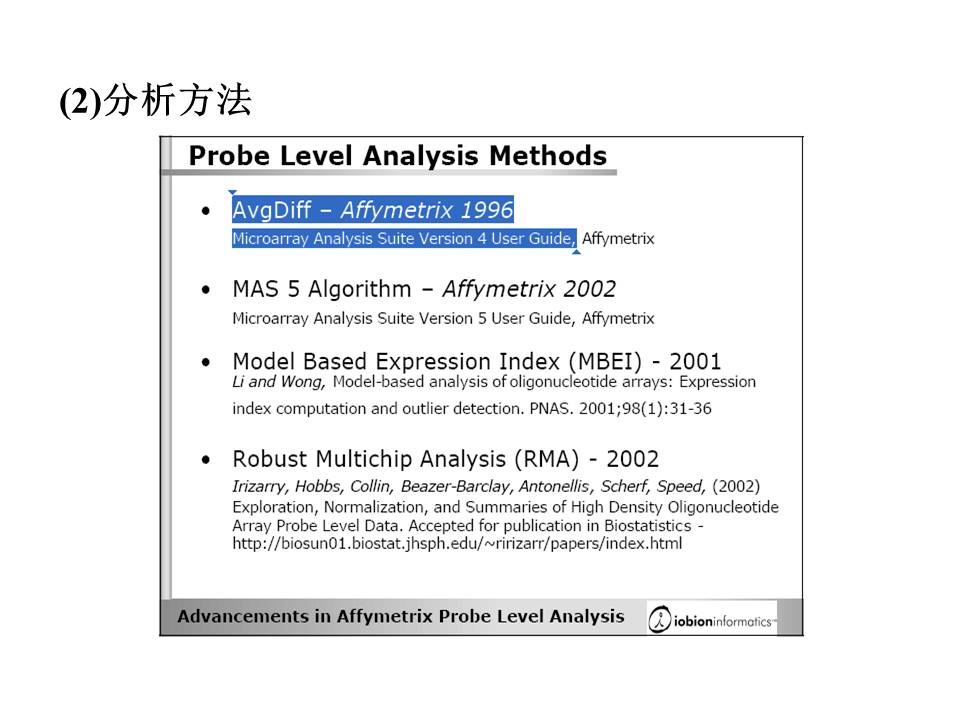 (2)分析方法
Probe Level Analysis Methods
• AvgDiff – Affymetrix 1996
Microarray Analysis Suite Version 4 User Guide, Affymetrix
• MAS 5 Algorithm – Affymetrix 2002
Microarray Analysis Suite Version 5 User Guide, Affymetrix
• Model Based Expression Index (MBEI) - 2001
Li and Wong, Model-based analysis of oligonucleotide arrays: Expression
index computation and outlier detection. PNAS. 2001;98(1):31-36
• Robust Multichip Analysis (RMA) - 2002
Irizarry, Hobbs, Collin, Beazer-Barclay, Antonellis, Scherf, Speed, (2002)
Exploration, Normalization, and Summaries of High Density Oligonucleotide
Array Probe Level Data. Accepted for publication in Biostatistics -
http://biosun01.biostat.jhsph.edu/~ririzarr/papers/index.html
Advancements in Affymetrix Probe Level Analysis
iobioninformatics™